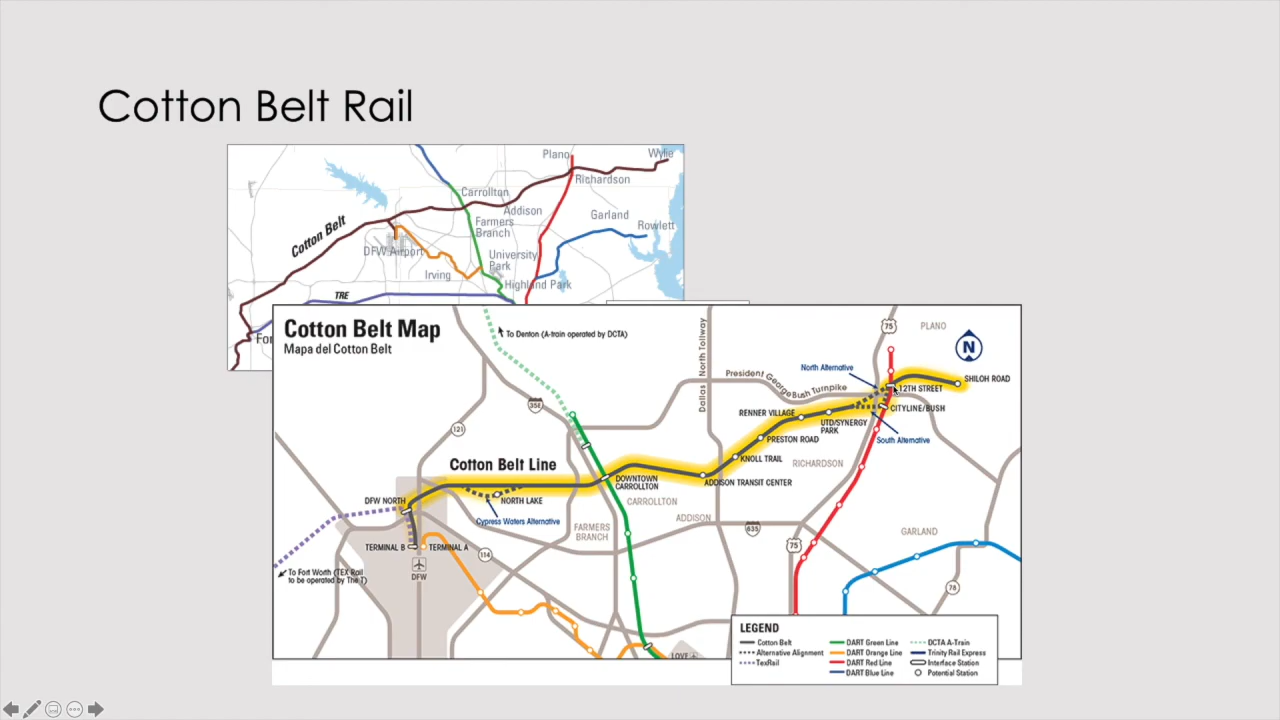 Cotton Belt Rail
Plano
Wylie
Richardson
Carrollton
Addison
Garland
Farmers
Branch
Rowlett
Cotton Belt
DFW Airport
University
Park
Irving
Highland Park
TRE
Cotton Belt Map
Mapa del Cotton Belt
To Denton (A-train operated by DCTA)
Dallas North Tollway
75
PLANO
N
North Alternative
President George Bush Turnpike
SHILOH ROAD
12TH STREET
35E
CITYLINE/BUSH
RENNER VILLAGE
UTD/SYNERGY
PARK
121
PRESTON ROAD
South Alternative
KNOLL TRAIL
RICHARDSON
Cotton Belt Line
DOWNTOWN
CARROLLTON
ADDISON TRANSIT CENTER
DFW NORTH
NORTH LAKE
CARROLLTON
Cypress Waters Alternative
ADDISON
FARMERS
BRANCH
635
GARLAND
TERMINAL B
TERMINAL A
114
75
DFW
To Fort Worth (TEX Rail
to be operated by The T)
78
LOVE
LEGEND
Cotton Belt
Alternative Alignment
TexRail
DART Green Line
DART Orange Line
DART Red Line
DART Blue Line
DCTA A-Train
Trinity Rail Express
Interface Station
Potential Station